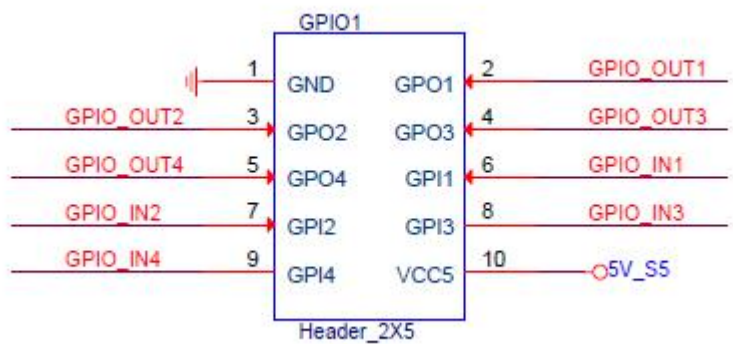 GPIO1
1 GND GPO1 2 GPIO_OUT1
GPIO_OUT2 3 GPO2 GPO3 4 GPIO_OUT3
GPIO_OUT4 5 GPO4 GPI1 6 GPIO_IN1
GPIO_IN2 7 GPI2 GPI3 8 GPIO_IN3
GPIO_IN4 9 GPI4 VCC5 10 5V_S5
Header_2X5